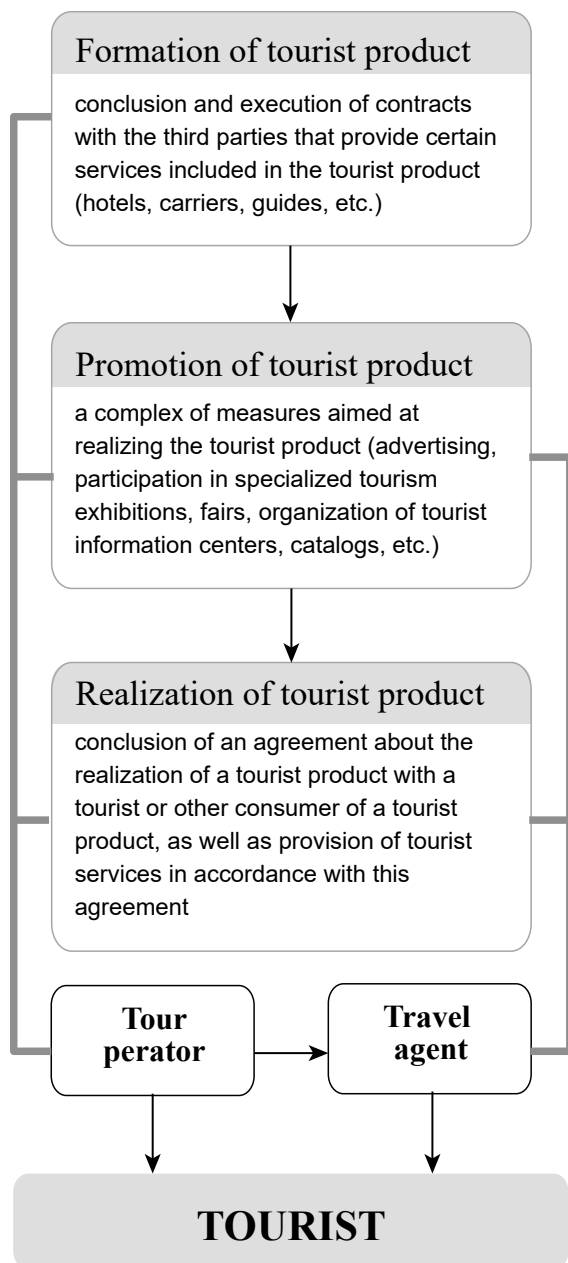 Formation of tourist product
conclusion and execution of contracts
with the third parties that provide certain
services included in the tourist product
(hotels, carriers, guides, etc.)
Promotion of tourist product
a complex of measures aimed at
realizing the tourist product (advertising,
participation in specialized tourism
exhibitions, fairs, organization of tourist
information centers, catalogs, etc.)
Realization of tourist product
conclusion of an agreement about the
realization of a tourist product with a
tourist or other consumer of a tourist
product, as well as provision of tourist
services in accordance with this
agreement
Tour
perator
Travel
agent
TOURIST